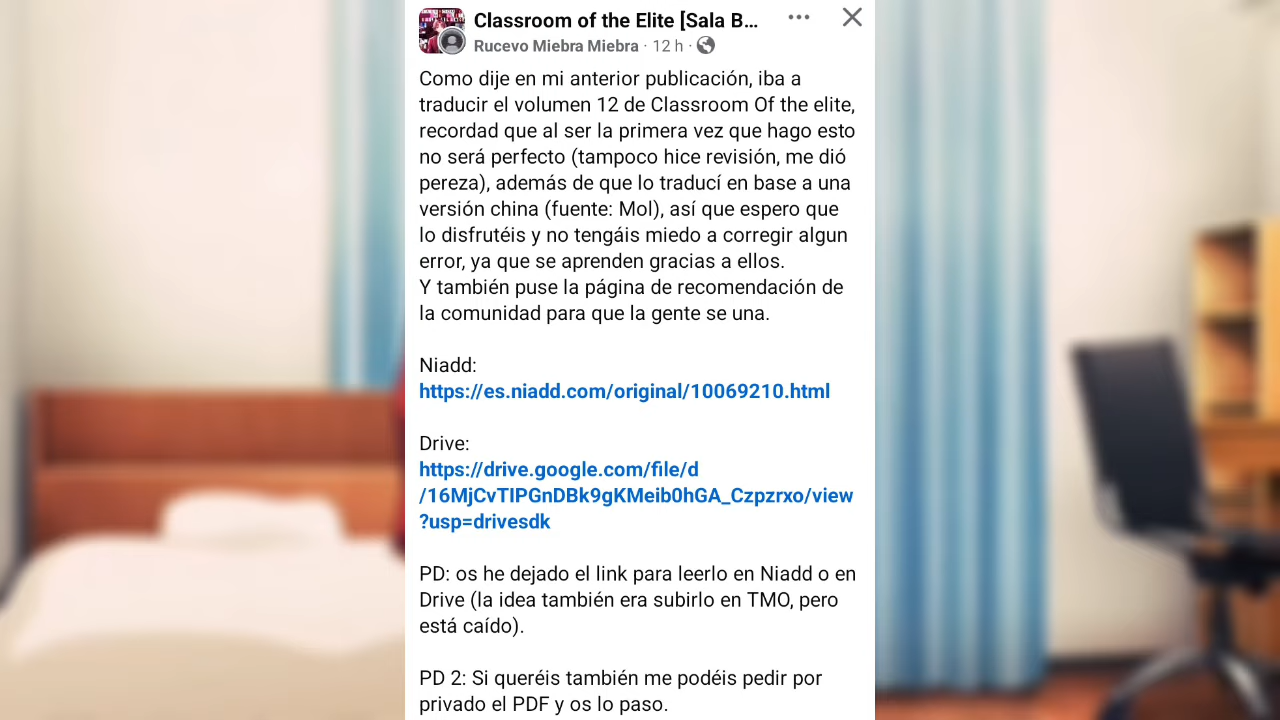 Classroom of the Elite [Sala B...
Rucevo Miebra Miebra · 12 h ·
Como dije en mi anterior publicación, iba a
traducir el volumen 12 de Classroom Of the elite,
recordad que al ser la primera vez que hago esto
no será perfecto (tampoco hice revisión, me dió
pereza), además de que lo traducí en base a una
versión china (fuente: Mol), así que espero que
lo disfrutéis y no tengáis miedo a corregir algun
error, ya que se aprenden gracias a ellos.
Y también puse la página de recomendación de
la comunidad para que la gente se una.
Niadd:
https://es.niadd.com/original/10069210.html
Drive:
https://drive.google.com/file/d
/16MjCvTIPGnDBk9gKMeib0hGA_Czpzrxo/view
?usp=drivesdk
PD: os he dejado el link para leerlo en Niadd o en
Drive (la idea también era subirlo en TMO, pero
está caído).
PD 2: Si queréis también me podéis pedir por
privado el PDF y os lo paso.